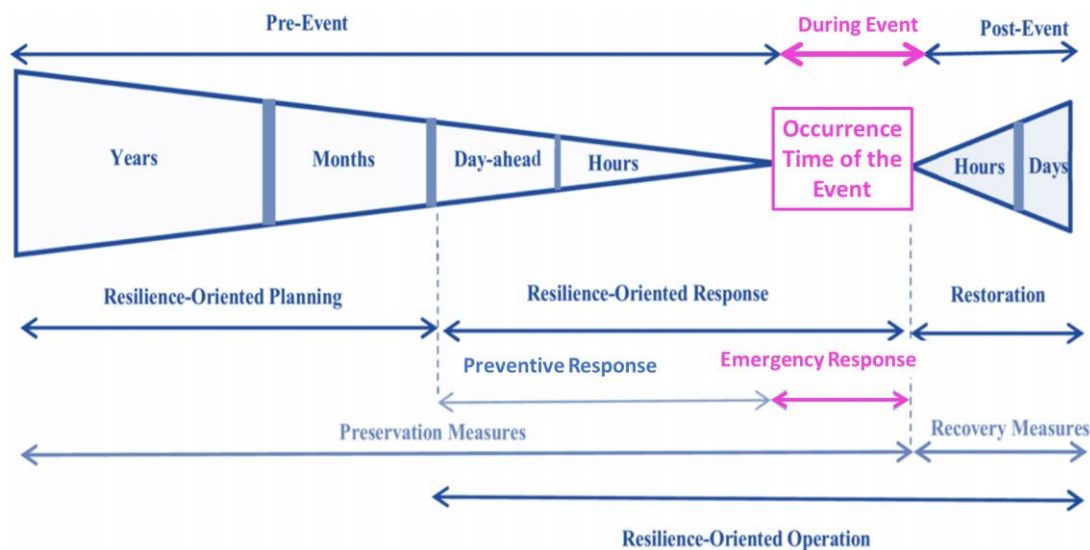 Pre-Event
During Event
Post-Event
Years
Months
Day-ahead
Hours
Occurrence
Time of the
Event
Hours
Days
Resilience-Oriented Planning
Resilience-Oriented Response
Restoration
Preventive Response
Emergency Response
Preservation Measures
Recovery Measures
Resilience-Oriented Operation